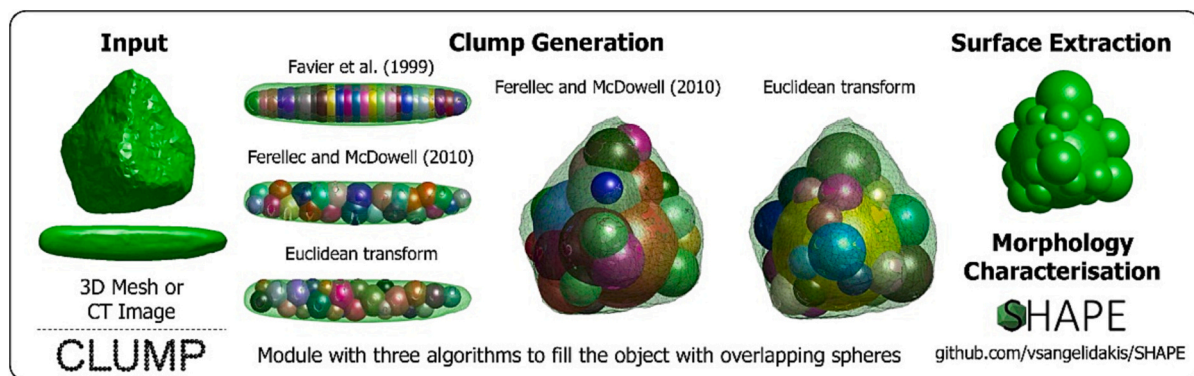 Input
3D Mesh or
CT Image
CLUMP
Clump Generation
Favier et al. (1999)
Ferellec and McDowell (2010)
Euclidean transform
Ferellec and McDowell (2010)
Euclidean transform
Module with three algorithms to fill the object with overlapping spheres
Surface Extraction
Morphology
Characterisation
SHAPE
github.com/vsangelidakis/SHAPE